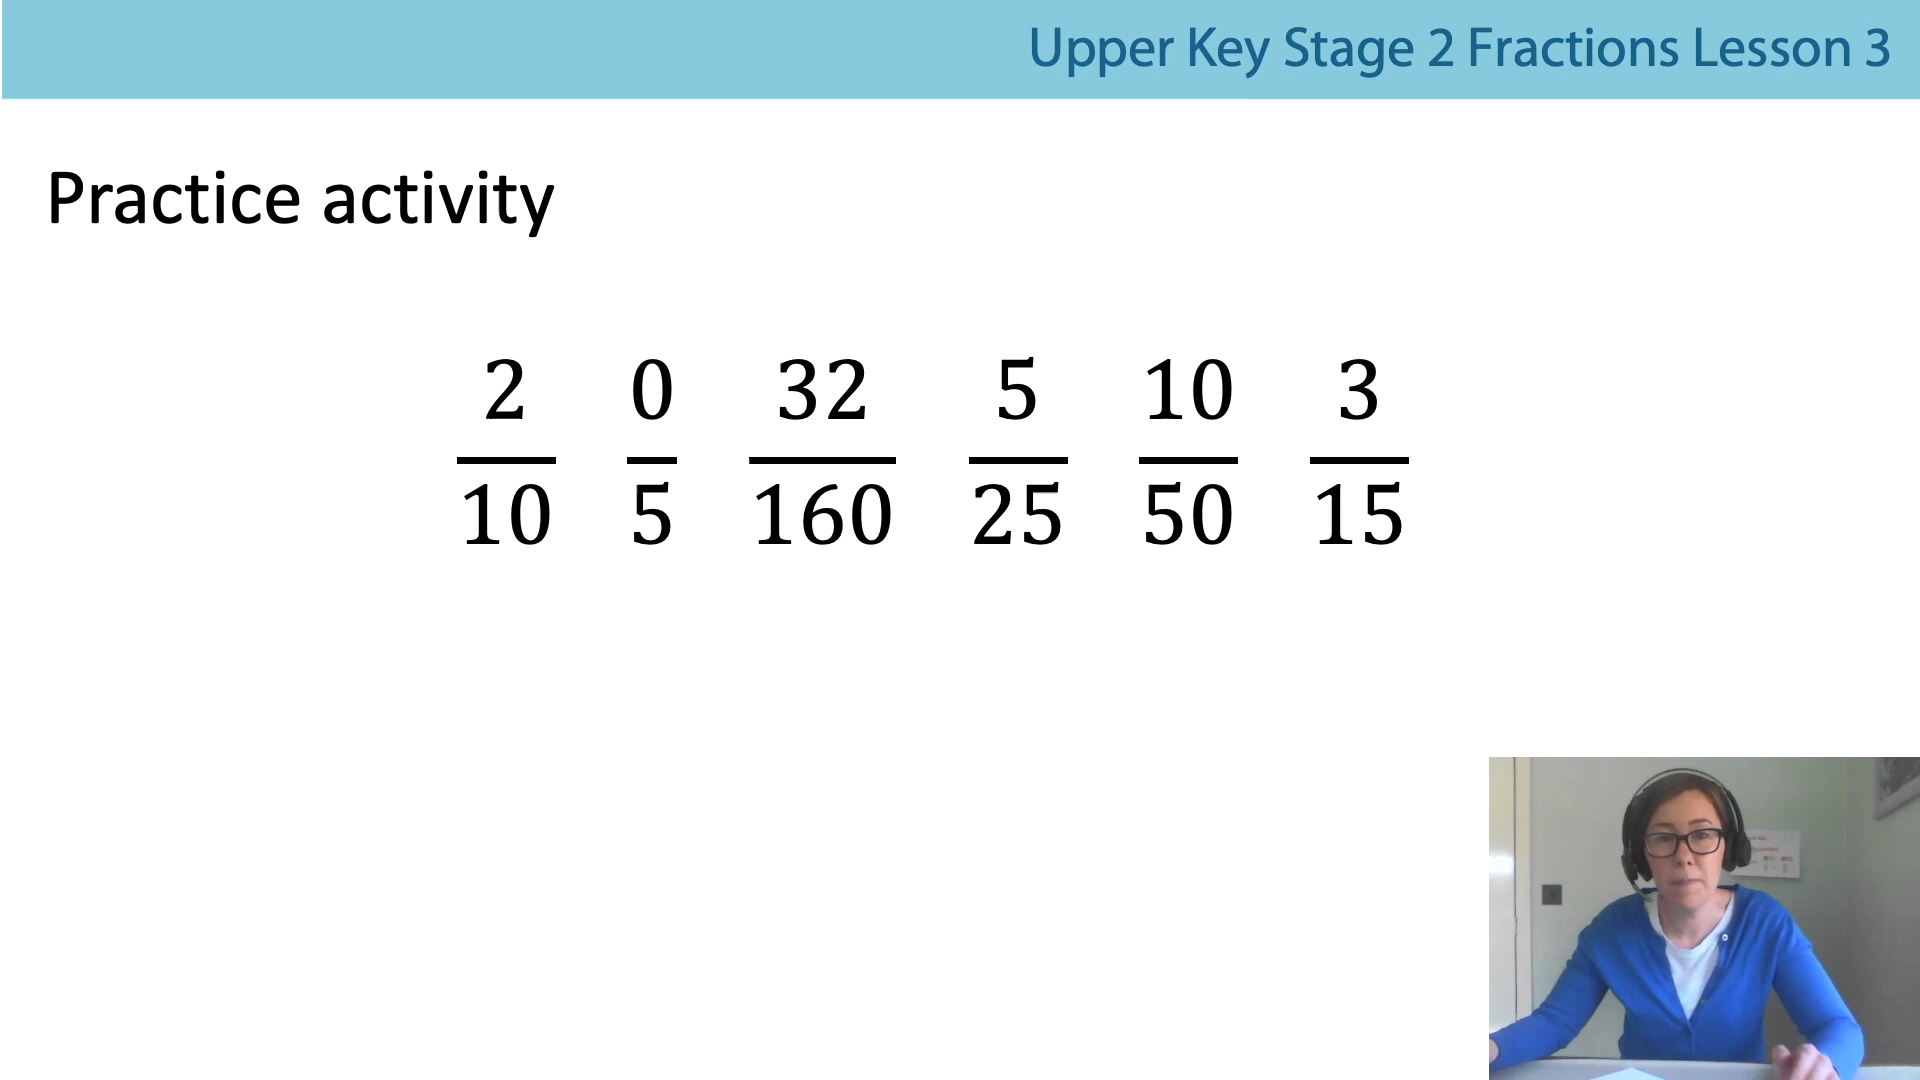 Upper Key Stage 2 Fractions Lesson 3
Practice activity
2 0 32 5 10 3
10 5 160 25 50 15